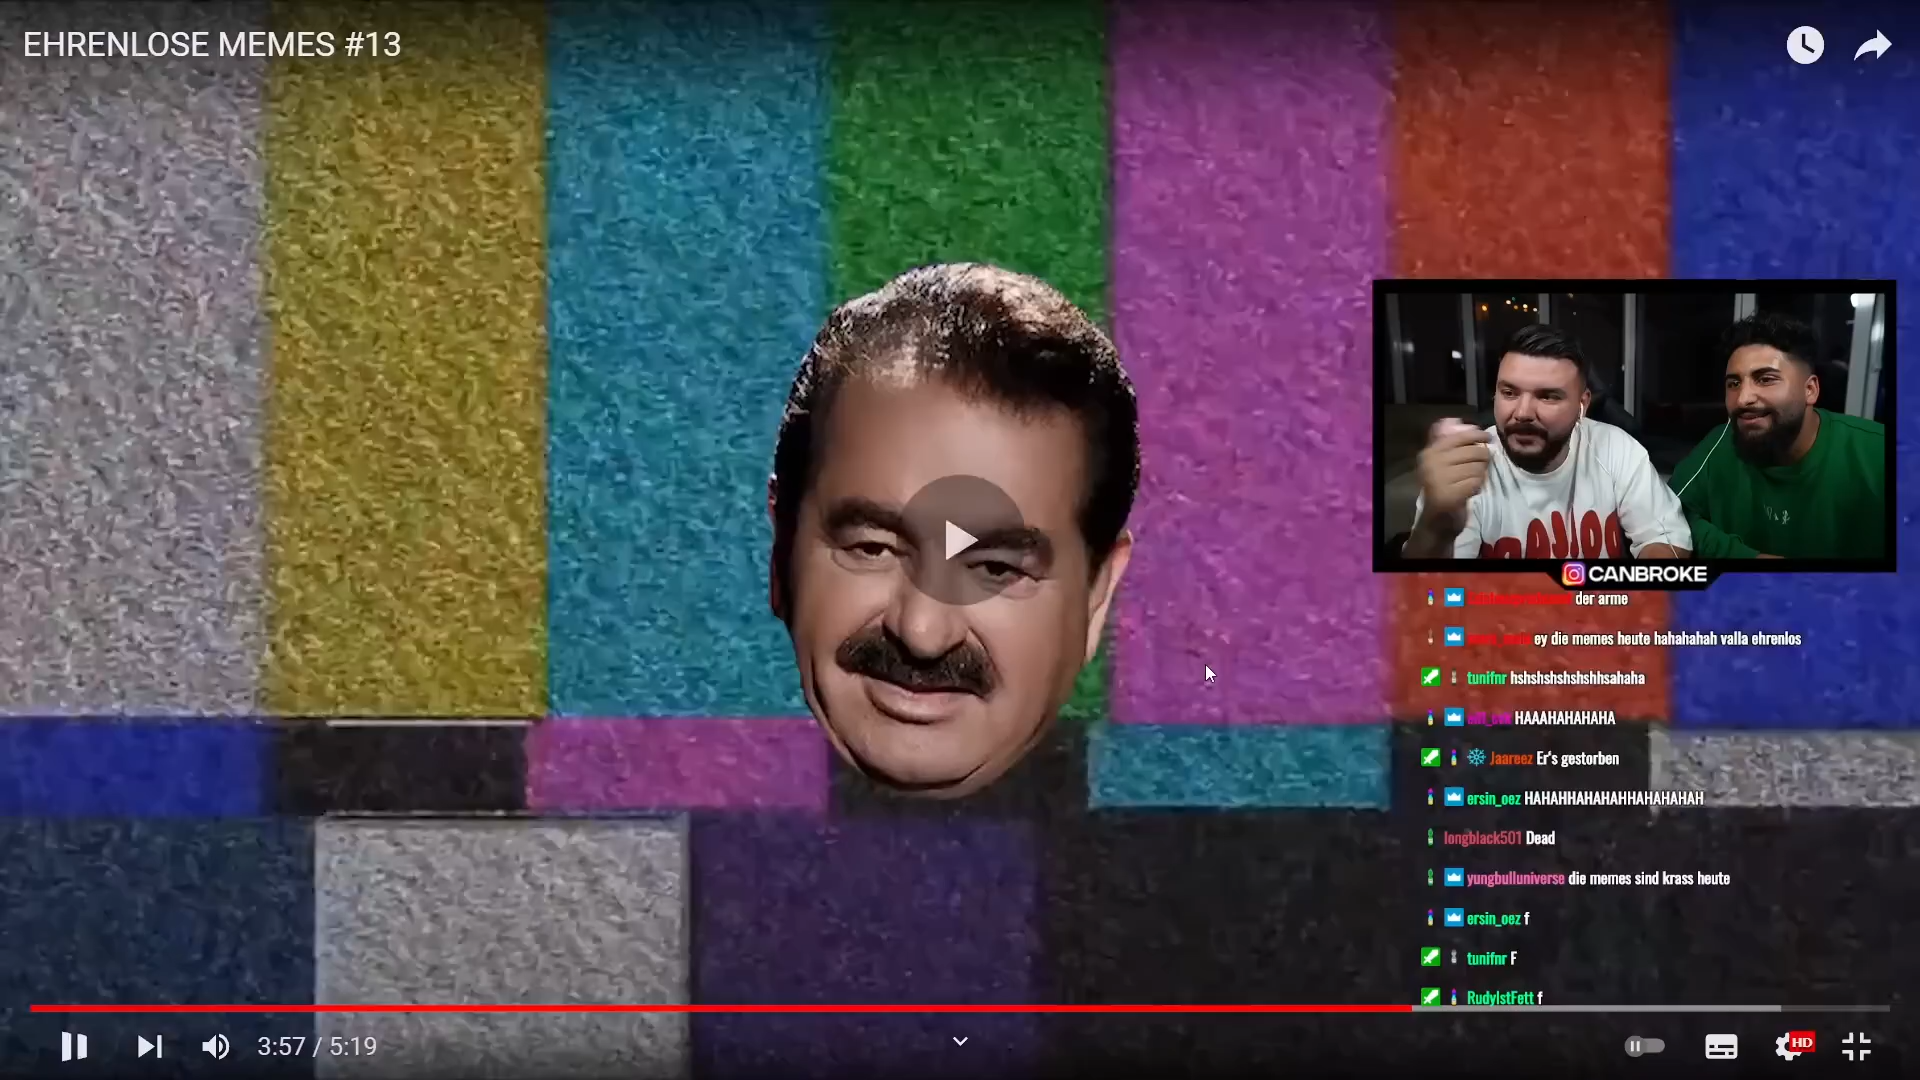 EHRENLOSE MEMES #13
CANBROKE
der arme
ey die memes heute hahahahah valla ehrenlos
tunifnr hshshshshshshhsahaha
HAAAHAHAHAHA
Jaareez Er's gestorben
ersin_oez HAHAHHAHAHAHHAHAHAHAH
longblack501 Dead
yungbulluniverse die memes sind krass heute
ersin_oez f
tunifnr F
RudyIstFett f
3:57 / 5:19
HD